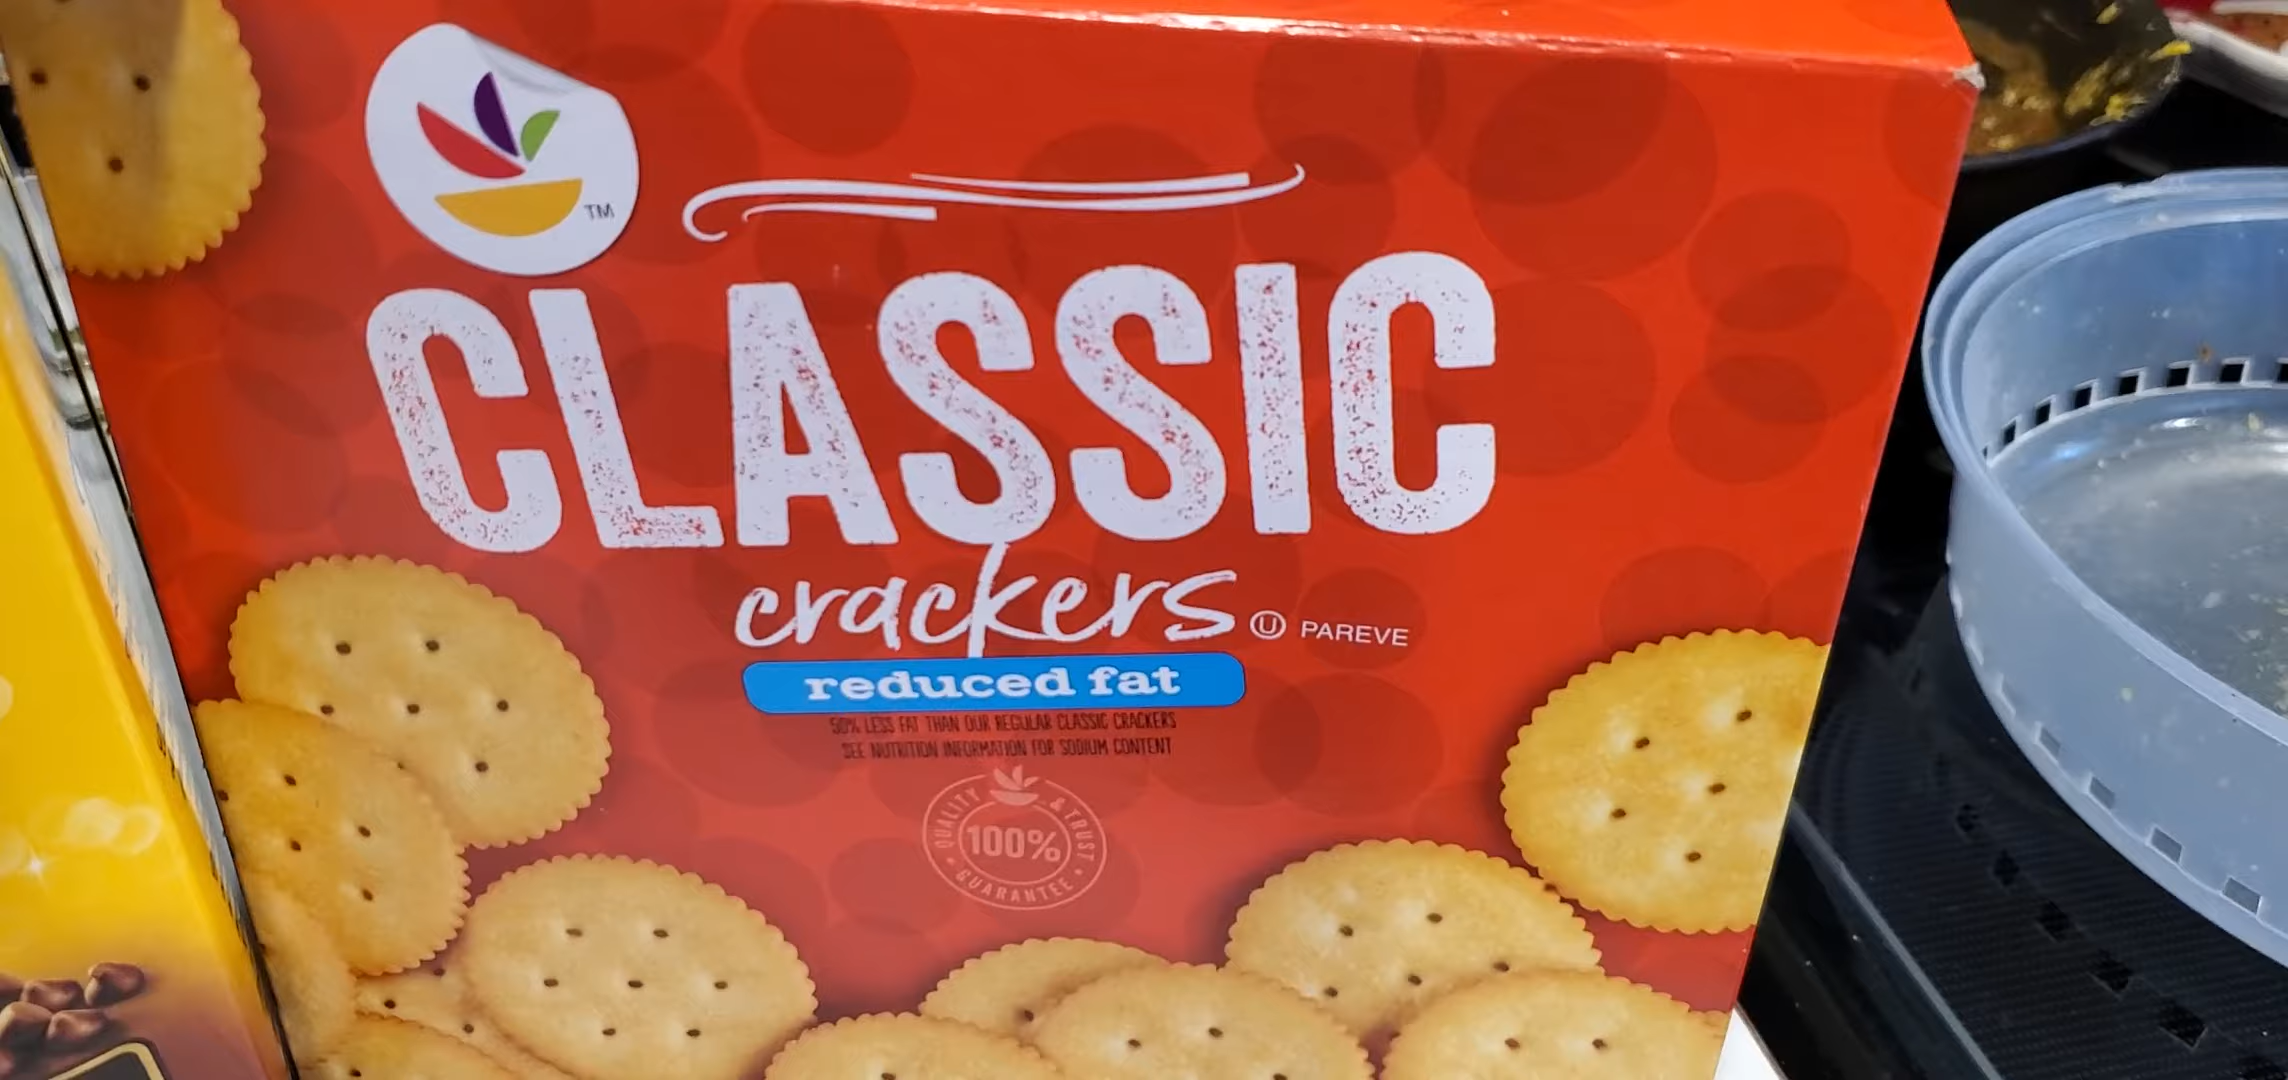 TM
CLASSIC
crackers U PAREVE
reduced fat
50% LESS FAT THAN OUR REGULAR CLASSIC CRACKERS
SEE NUTRITION INFORMATION FOR SODIUM CONTENT
QUALITY & TRUST
100%
GUARANTEE